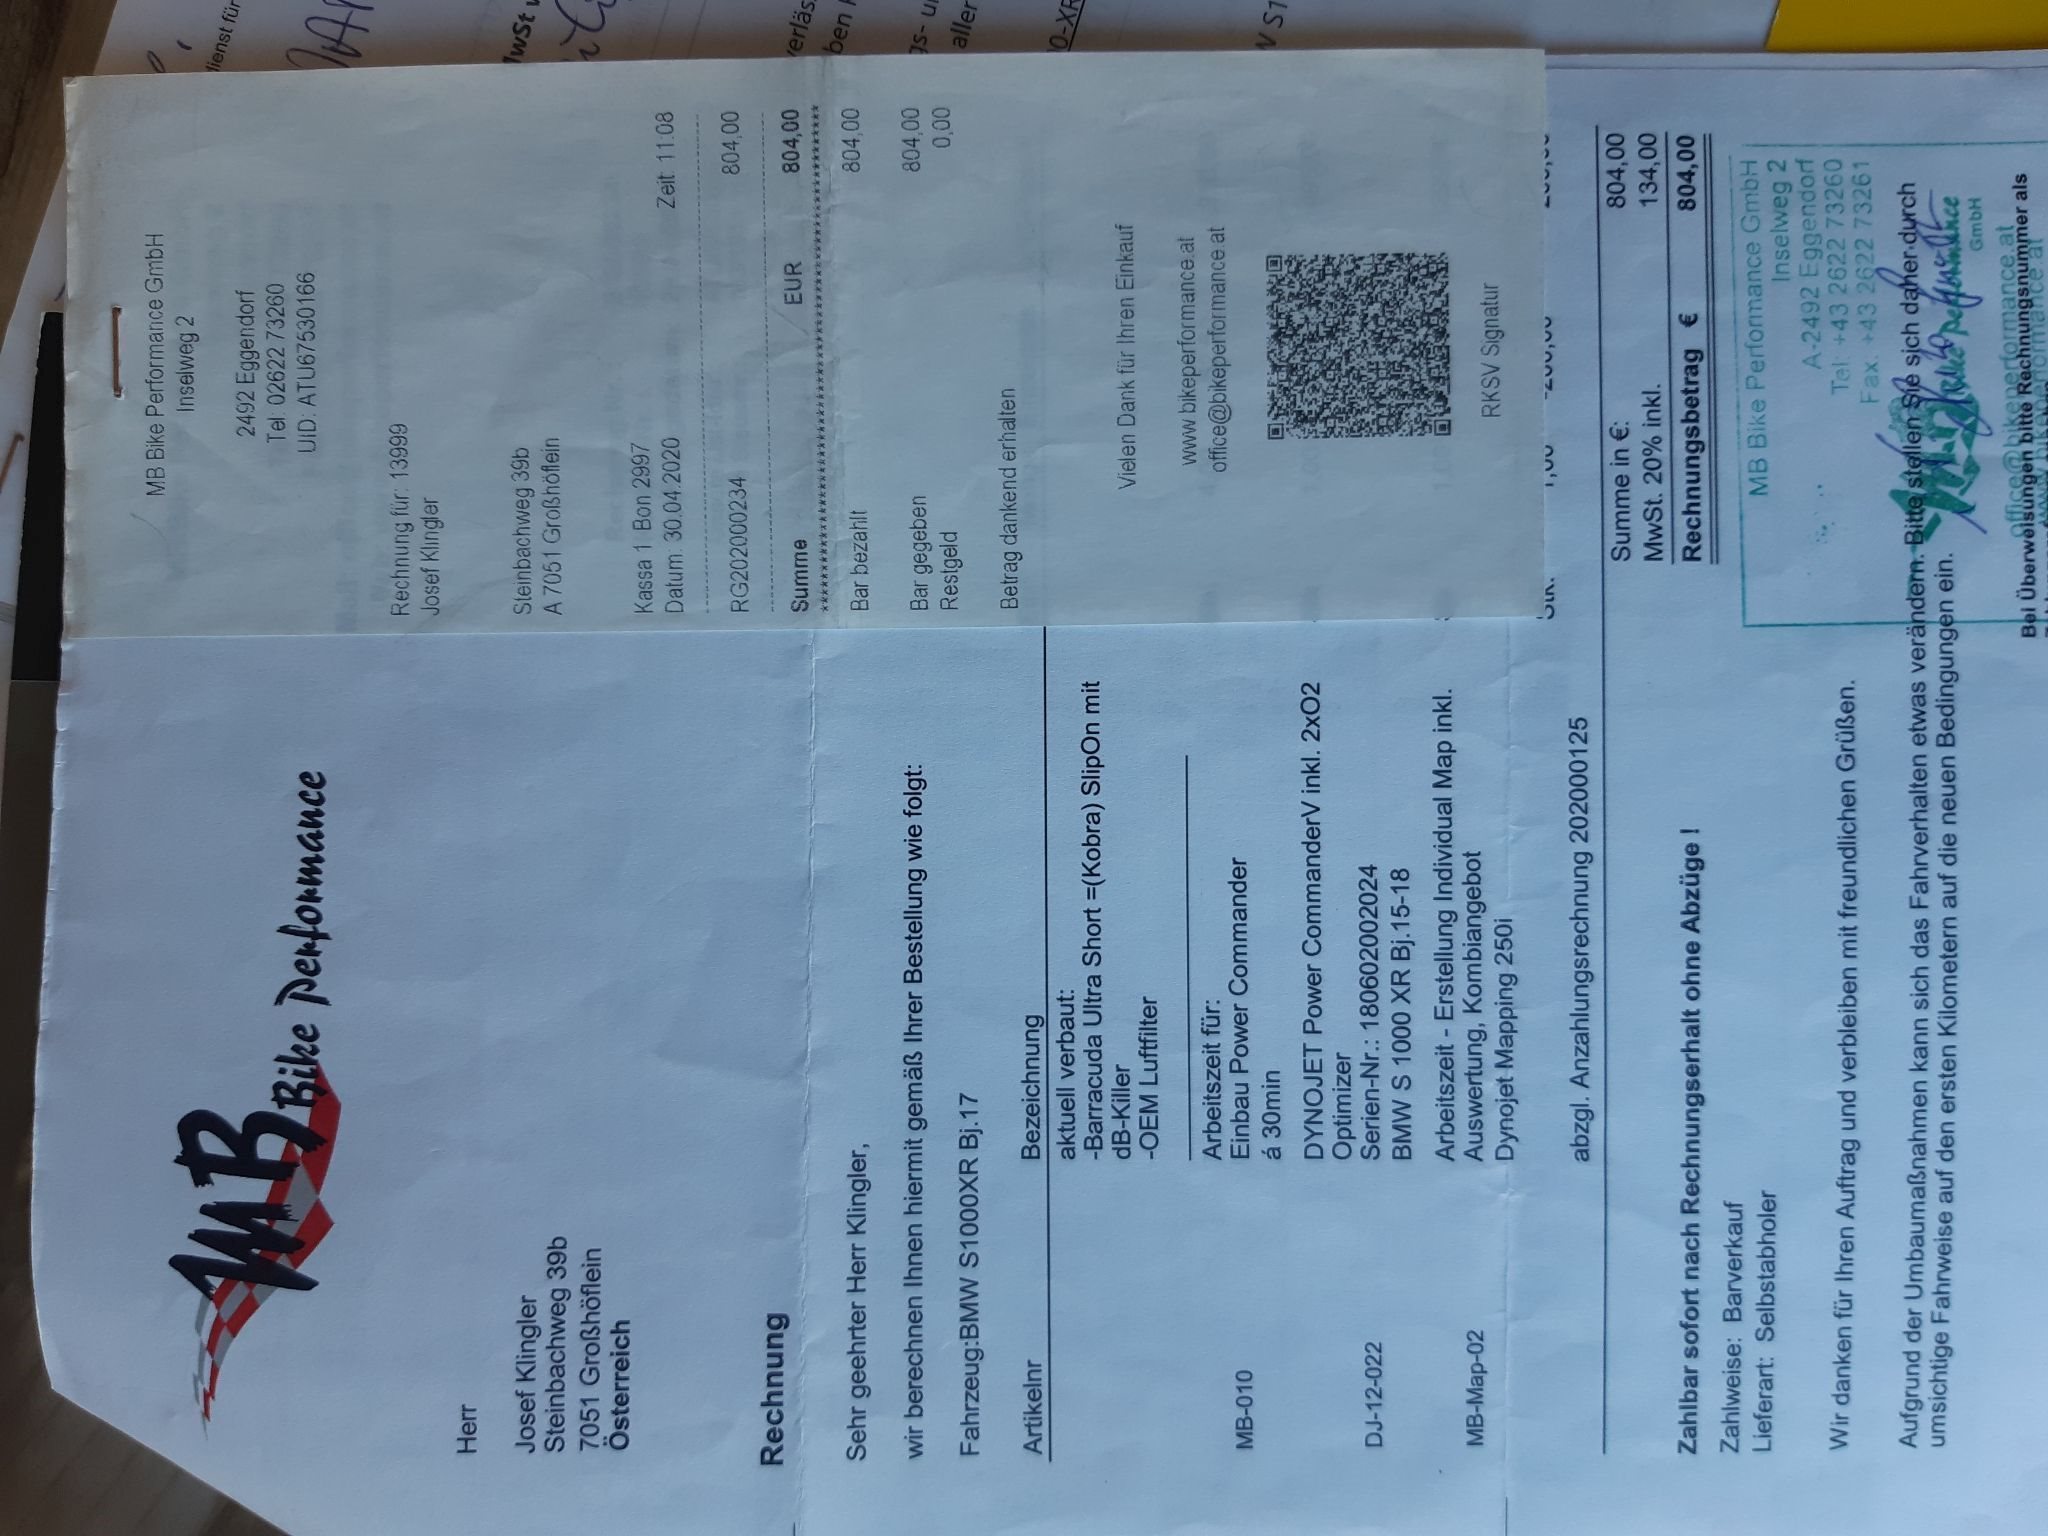 MB Bike Performance GmbH
Inselweg 2
2492 Eggendorf
Tel: 02622 73260
UID: ATU67530166
Rechnung für: 13999
Josef Klingler
Steinbachweg 39b
A 7051 Großhöflein
Kassa 1 Bon 2997
Datum: 30.04.2020 Zeit 11:08
RG202000234 804,00
Summe EUR 804,00
Bar bezahlt 804,00
Bar gegeben 804,00
Restgeld 0,00
Betrag dankend erhalten
Vielen Dank für Ihren Einkauf
www.bikeperformance.at
office@bikeperformance.at
RKSV Signatur
MB Bike Performance
Herr
Josef Klingler
Steinbachweg 39b
7051 Großhöflein
Österreich
Rechnung
Sehr geehrter Herr Klingler,
wir berechnen Ihnen hiermit gemäß Ihrer Bestellung wie folgt:
Fahrzeug:BMW S1000XR Bj.17
Artikelnr Bezeichnung
aktuell verbaut:
-Barracuda Ultra Short =(Kobra) SlipOn mit
dB-Killer
-OEM Luftfilter
Arbeitszeit für:
MB-010 Einbau Power Commander
á 30min
DYNOJET Power CommanderV inkl. 2xO2
Optimizer
DJ-12-022 Serien-Nr.: 180602002024
BMW S 1000 XR Bj.15-18
Arbeitszeit - Erstellung Individual Map inkl.
MB-Map-02 Auswertung, Kombiangebot
Dynojet Mapping 250i
abzgl. Anzahlungsrechnung 202000125
Summe in €: 804,00
MwSt. 20% inkl. 134,00
Rechnungsbetrag € 804,00
Zahlbar sofort nach Rechnungserhalt ohne Abzüge !
Zahlweise: Barverkauf
Lieferart: Selbstabholer
MB Bike Performance GmbH
Inselweg 2
A-2492 Eggendorf
Tel: +43 2622 73260
Fax. +43 2622 73261
office@bikeperformance.at
Wir danken für Ihren Auftrag und verbleiben mit freundlichen Grüßen.
Aufgrund der Umbaumaßnahmen kann sich das Fahrverhalten etwas verändern. Bitte stellen sie sich daher durch
umsichtige Fahrweise auf den ersten Kilometern auf die neuen Bedingungen ein.
Bei Überweisungen bitte Rechnungsnummer als